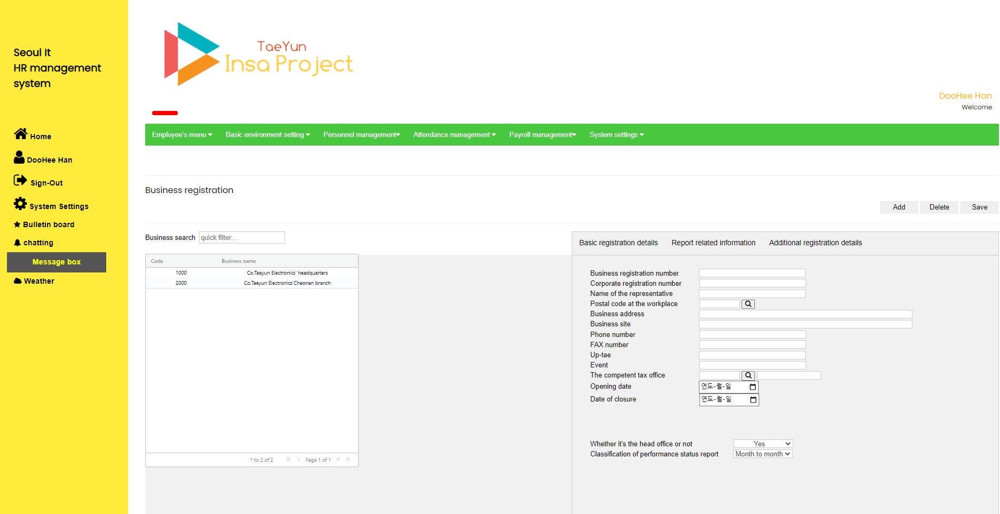 Seoul It
HR management
system
Home
DooHee Han
Sign-Out
System Settings
Bulletin board
chatting
Message box
Weather
TaeYun
Insa Project
DooHee Han
Welcome
Employee's menu
Basic environment setting
Personnel management
Attendance management
Payroll management
System settings
Business registration
Add
Delete
Save
Business search
quick filter...
Code
Business name
1000
Co.Taeyun Electronics' headquarters
2000
Co.Taeyun Electronics'Cheonan branch
1 to 2 of 2
Page 1 of 1
Basic registration details
Report related information
Additional registration details
Business registration number
Corporate registration number
Name of the representative
Postal code at the workplace
Business address
Business site
Phone number
FAX number
Up-tae
Event
The competent tax office
Opening date
연도-월-일
Date of closure
연도-월-일
Whether it's the head office or not
Yes
Classification of performance status report
Month to month